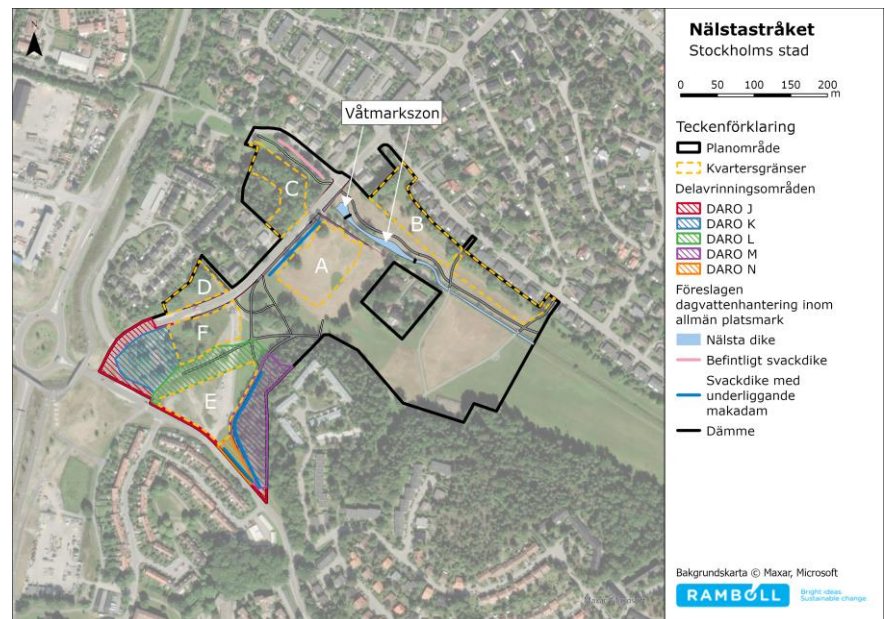 N
Våtmarkszon
C
B
A
D
F
E
Nälstastråket
Stockholms stad
0 50 100 150 200
m
Teckenförklaring
Planområde
Kvartersgränser
Delavrinningsområden
DARO J
DARO K
DARO L
DARO M
DARO N
Föreslagen
dagvattenhantering inom
allmän platsmark
Nälsta dike
Befintligt svackdike
Svackdike med
underliggande
makadam
Dämme
Bakgrundskarta © Maxar, Microsoft
RAMBOLL
Bright ideas.
Sustainable change.
Maxar, Microsoft